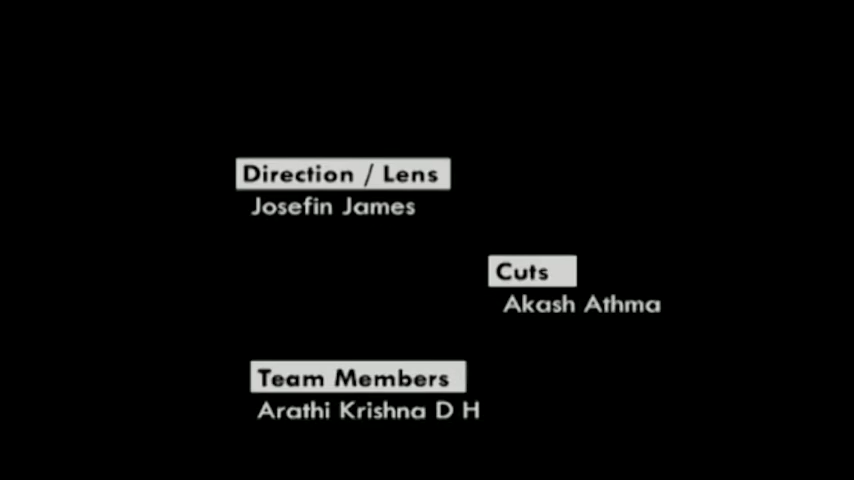 Direction / Lens
Josefin James
Cuts
Akash Athma
Team Members
Arathi Krishna D H